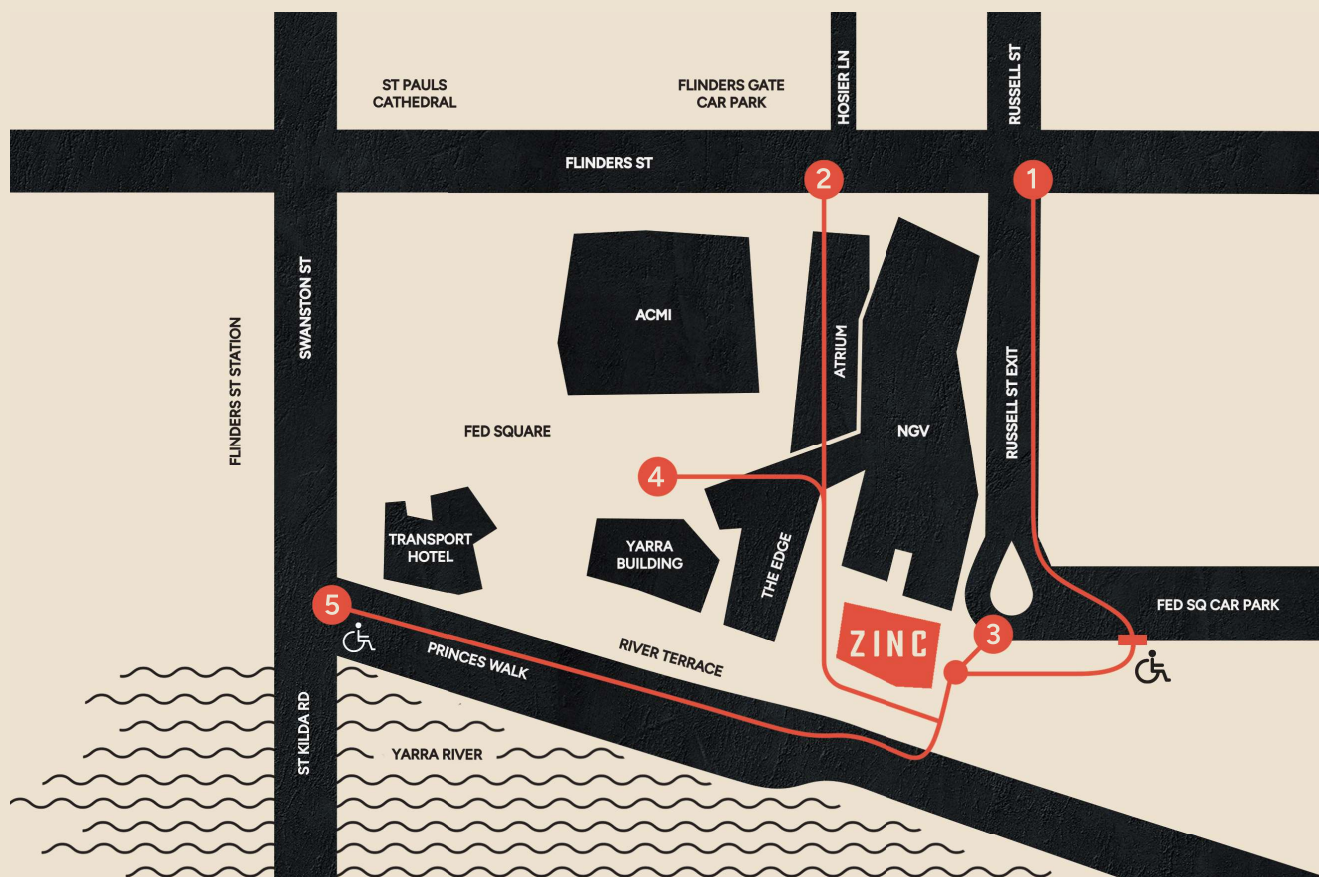 ST PAULS
CATHEDRAL
FLINDERS GATE
CAR PARK
HOSIER LN
RUSSELL ST
FLINDERS ST
2
1
SWANSTON ST
FLINDERS ST STATION
ACMI
ATRIUM
NGV
RUSSELL ST EXIT
FED SQUARE
4
TRANSPORT
HOTEL
YARRA
BUILDING
THE EDGE
FED SQ CAR PARK
5
3
ZINC
PRINCES WALK
RIVER TERRACE
ST KILDA RD
YARRA RIVER